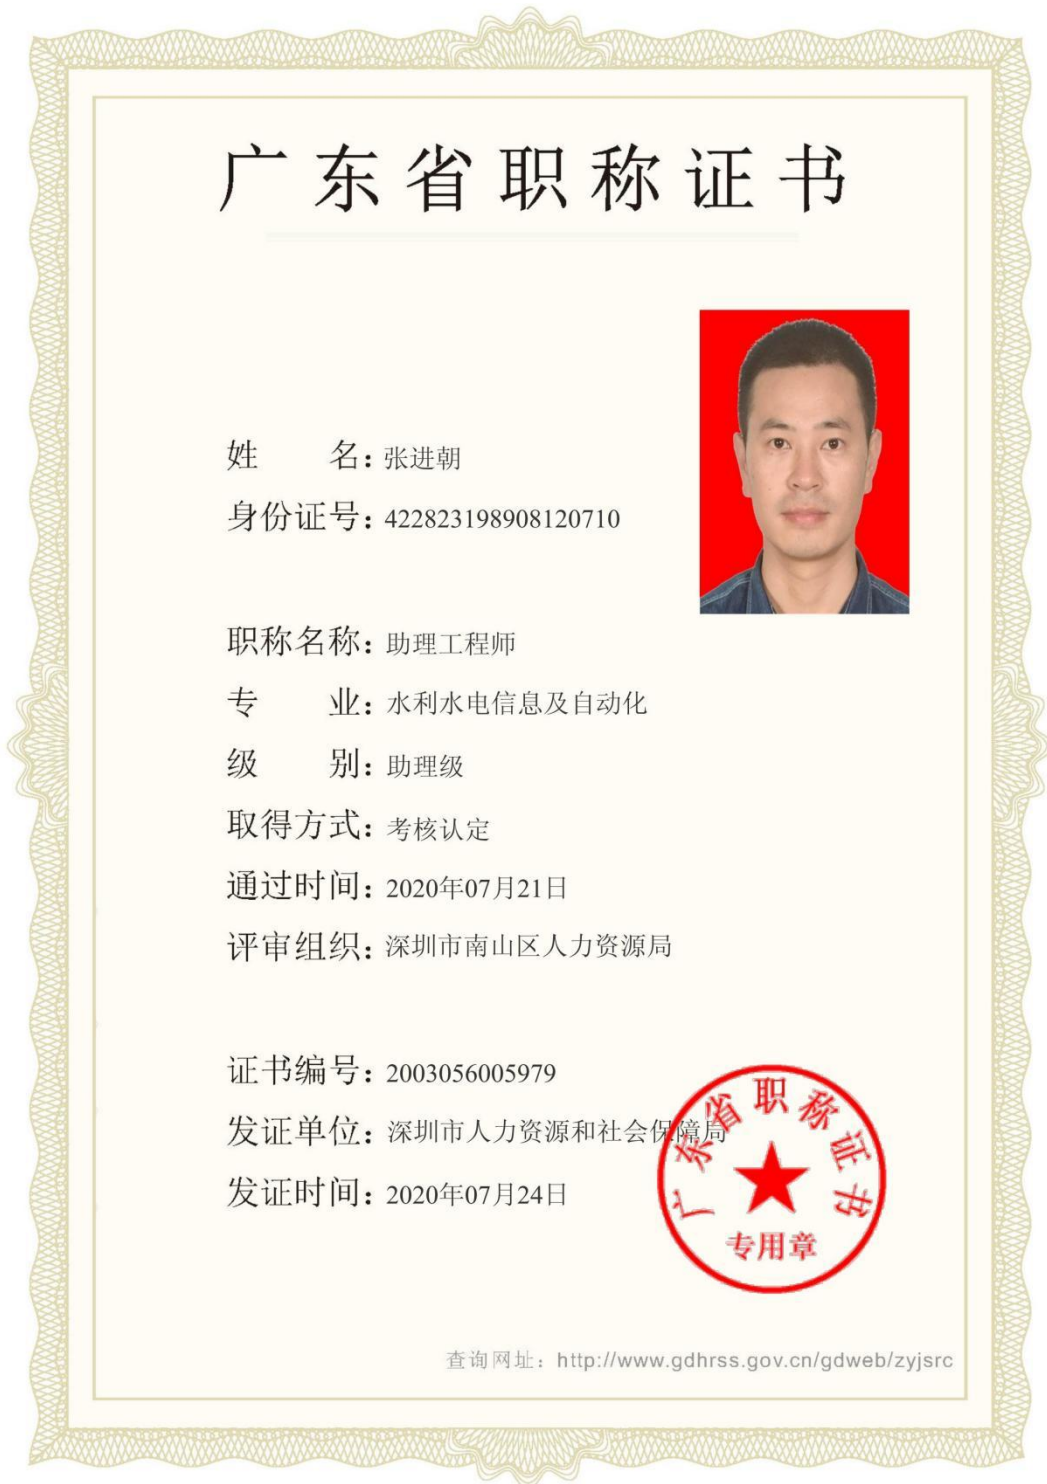 广东省职称证书
姓　　名：张进朝
身份证号：422823198908120710
职称名称：助理工程师
专　　业：水利水电信息及自动化
级　　别：助理级
取得方式：考核认定
通过时间：2020年07月21日
评审组织：深圳市南山区人力资源局
证书编号：2003056005979
发证单位：深圳市人力资源和社会保障局
发证时间：2020年07月24日
广东省职称证书
专用章
查询网址：http://www.gdhrss.gov.cn/gdweb/zyjsrc